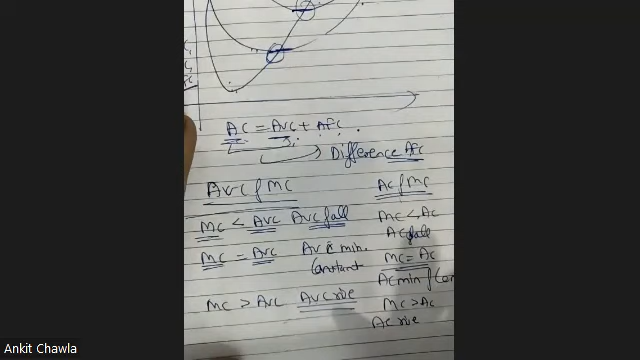 AC = AVC + AFC.
Difference AFC
AVC & MC
MC < AVC AVC fall
MC = AVC AVC is min. Constant
MC > AVC AVC rise
AC & MC
MC < AC
AC fall
MC = AC
AC min &
MC > AC
AC rise
Ankit Chawla